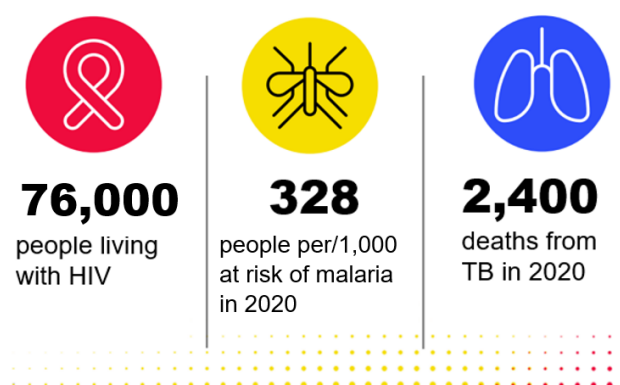 76,000
people living
with HIV
328
people per/1,000
at risk of malaria
in 2020
2,400
deaths from
TB in 2020